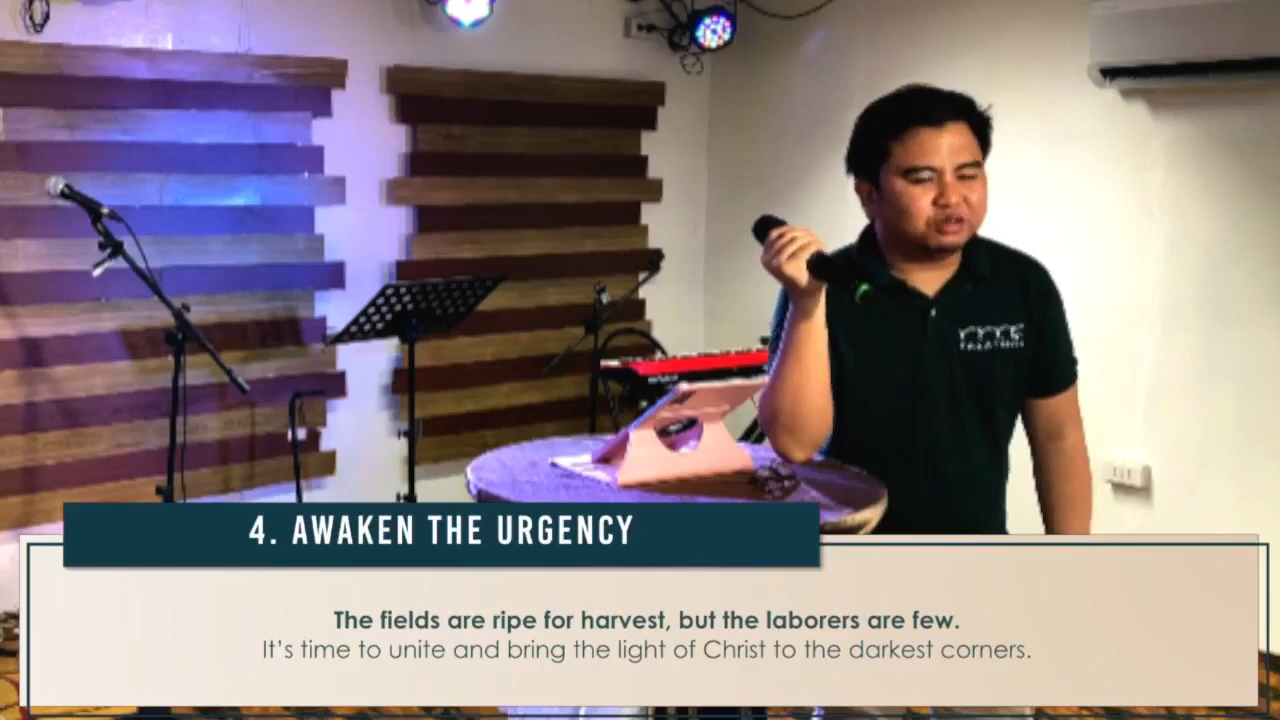 4. AWAKEN THE URGENCY
The fields are ripe for harvest, but the laborers are few.
It's time to unite and bring the light of Christ to the darkest corners.